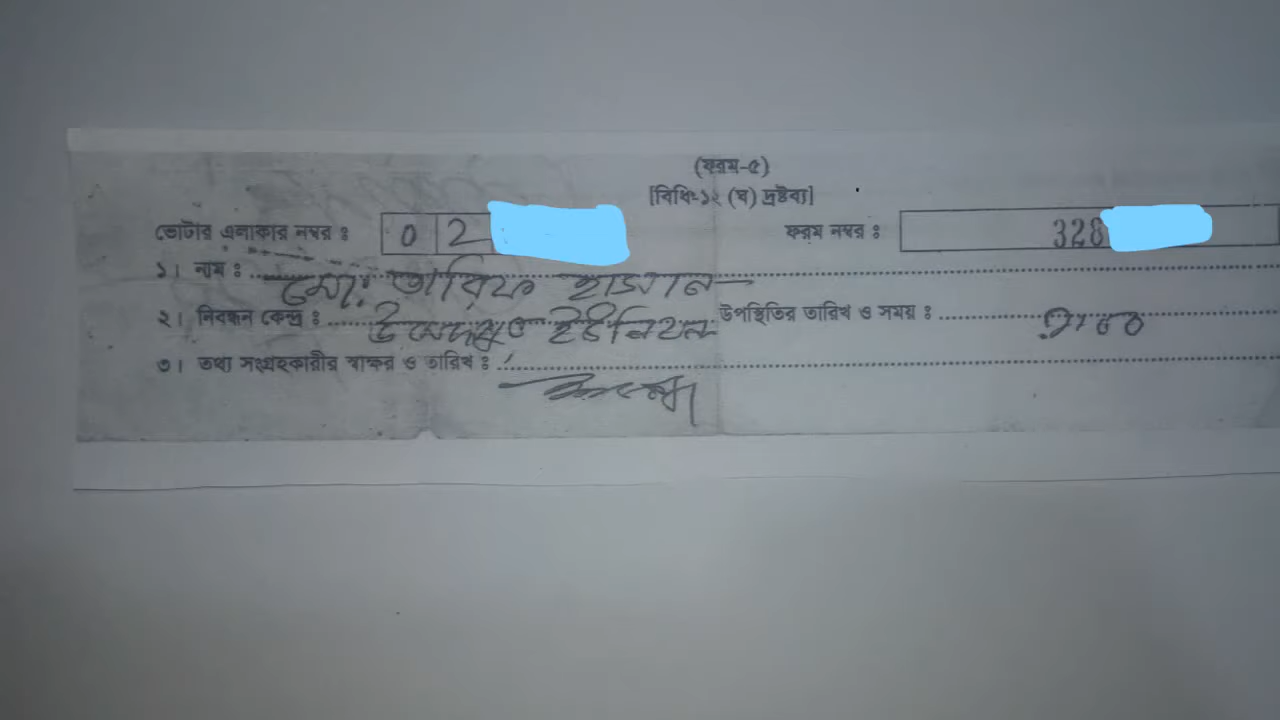 (ফরম-৫)
[বিধি-১২ (ঘ) দ্রষ্টব্য]
ভোটার এলাকার নম্বর ঃ 0 2 ফরম নম্বর ঃ 328
১। নাম ঃ মোঃ তারিফ হাসান
২। নিবন্ধন কেন্দ্র ঃ ইউনিয়ন উপস্থিতির তারিখ ও সময় ঃ
৩। তথ্য সংগ্রহকারীর স্বাক্ষর ও তারিখ ঃ